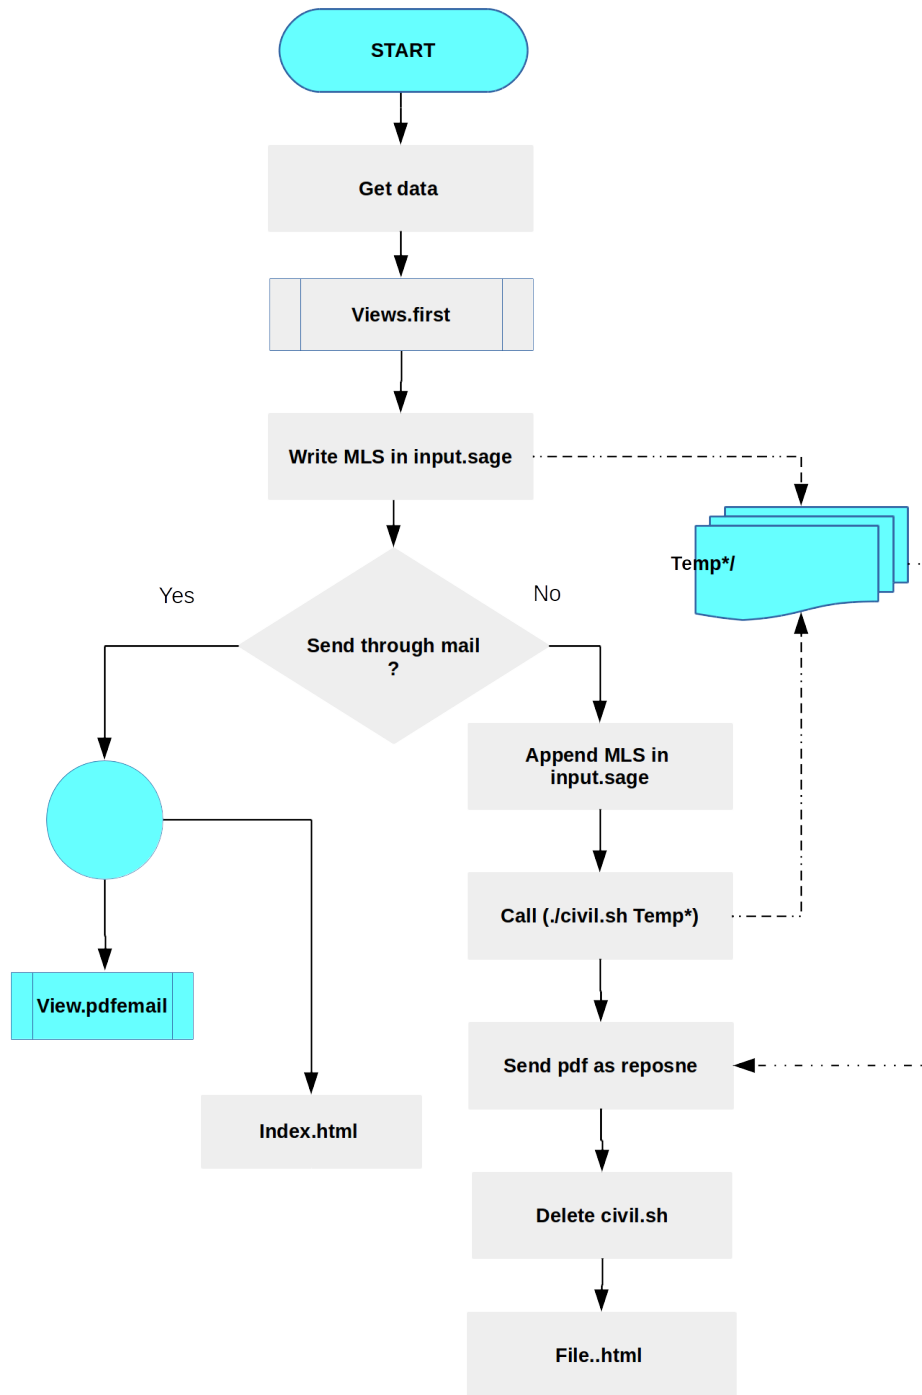 START
Get data
Views.first
Write MLS in input.sage
Temp*/
Yes
No
Send through mail
?
Append MLS in
input.sage
Call (./civil.sh Temp*)
View.pdfemail
Send pdf as reposne
Index.html
Delete civil.sh
File..html